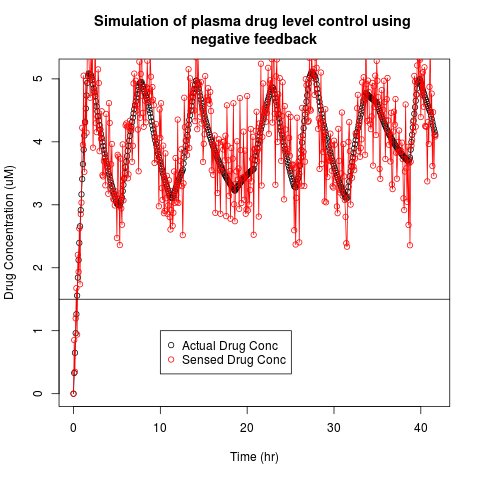 Simulation of plasma drug level control using
negative feedback
Drug Concentration (uM)
5
4
3
2
1
0
Actual Drug Conc
Sensed Drug Conc
0 10 20 30 40
Time (hr)